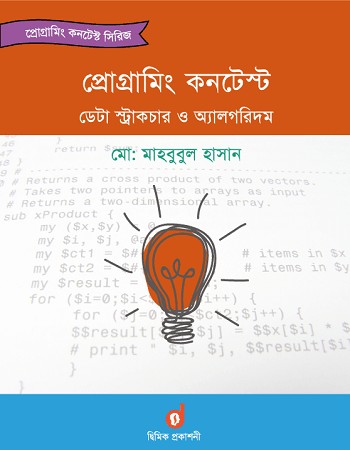 প্রোগ্রামিং কনটেস্ট সিরিজ
প্রোগ্রামিং কনটেস্ট
ডেটা স্ট্রাকচার ও অ্যালগরিদম
মো: মাহবুবুল হাসান
return $resul
# Returns a cross product of two vectors.
# Takes two pointers to arrays as input
# Returns a two-dimensional array.
sub xProduct {
my ($x,$y)
my $i, $j,
my $ct1 = $# # items in $x
my $ct2 = $# # items in $y
my $result =
for ($i=0;$i< $i++) {
for ($j=0; $ct2;$j++) {
$$result[$ $j] = $$x[$i] *
# print " $i, $j, $$result[$i
দ্বিমিক প্রকাশনী